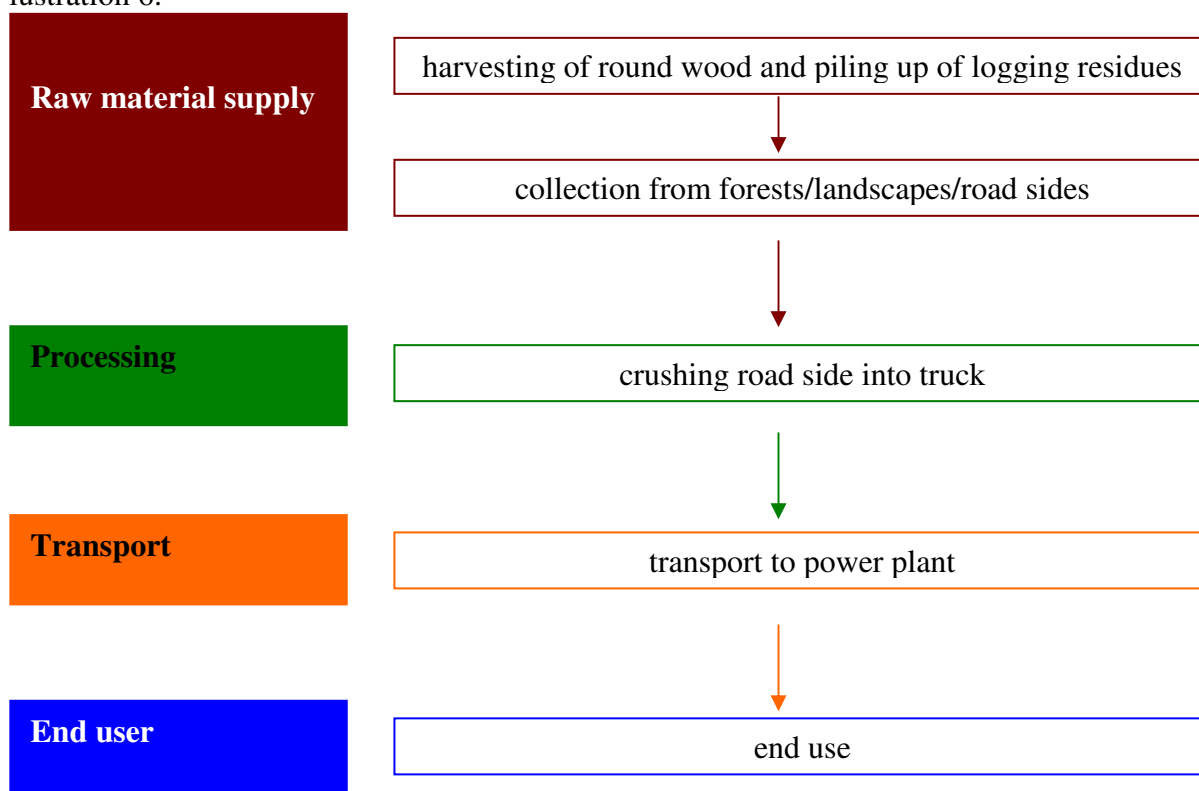 harvesting of round wood and piling up of logging residues
Raw material supply
collection from forests/landscapes/road sides
Processing
crushing road side into truck
Transport
transport to power plant
End user
end use